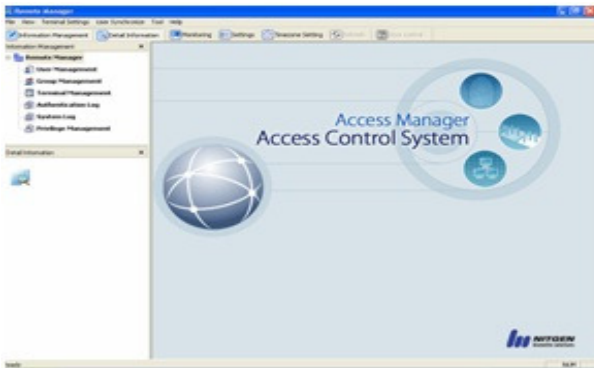 Remote Manager
File View Terminal Settings User Synchronize Tool Help
Information Management Detail Information Monitoring Settings Timezone Setting
Information Management
Remote Manager
User Management
Group Management
Terminal Management
Authentication Log
System Log
Privilege Management
Detail Information
Access Manager
Access Control System
NITGEN
Ready
NUM